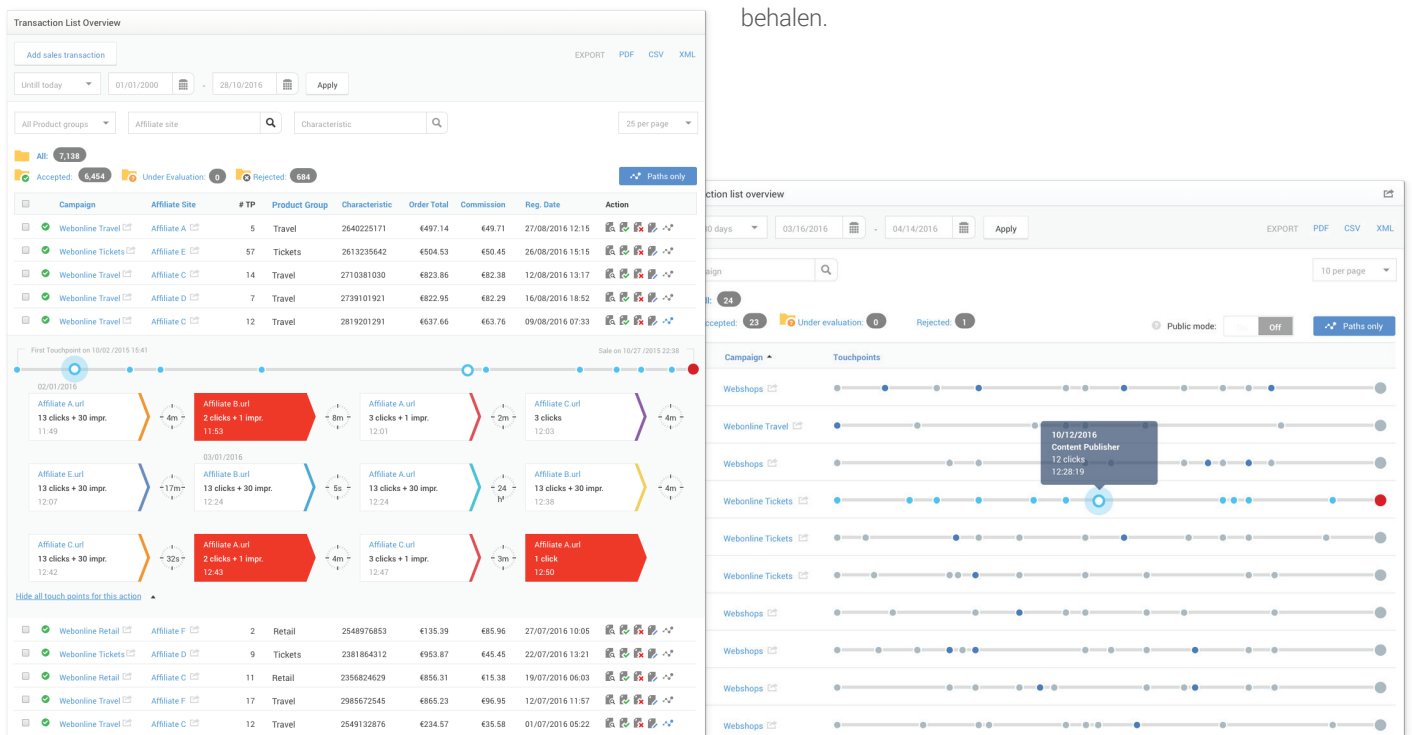 behalen.
Transaction List Overview
Add sales transaction EXPORT PDF CSV XML
Untill today 01/01/2000 - 28/10/2016 Apply
All Product groups Affiliate site Characteristic 25 per page
All: 7,138
Accepted: 6,454 Under Evaluation: 0 Rejected: 684 Paths only
Campaign Affiliate Site # TP Product Group Characteristic Order Total Commission Reg. Date Action
Webonline Travel Affiliate A 5 Travel 2640225171 €497.14 €49.71 27/08/2016 12:15
Webonline Tickets Affiliate E 57 Tickets 2613235642 €504.53 €50.45 26/08/2016 15:15
Webonline Travel Affiliate C 14 Travel 2710381030 €823.86 €82.38 12/08/2016 13:17
Webonline Travel Affiliate D 7 Travel 2739101921 €822.95 €82.29 16/08/2016 18:52
Webonline Travel Affiliate C 12 Travel 2819201291 €637.66 €63.76 09/08/2016 07:33
First Touchpoint on 10/02 /2015 15:41 Sale on 10/27 /2015 22:38
02/01/2016
Affiliate A.url Affiliate B.url Affiliate A.url Affiliate C.url
13 clicks + 30 impr. 4m 2 clicks + 1 impr. 8m 3 clicks + 1 impr. 2m 3 clicks 4m
11:49 11:53 12:01 12:03
03/01/2016
Affiliate E.url Affiliate B.url Affiliate A.url Affiliate B.url
13 clicks + 30 impr. 17m 13 clicks + 30 impr. 5s 13 clicks + 30 impr. 24 h¹ 13 clicks + 30 impr. 4m
12:07 12:24 12:24 12:38
Affiliate C.url Affiliate A.url Affiliate C.url Affiliate A.url
13 clicks + 30 impr. 32s 2 clicks + 1 impr. 4m 3 clicks + 1 impr. 3m 1 click
12:42 12:43 12:47 12:50
Hide all touch points for this action
Webonline Retail Affiliate F 2 Retail 2548976853 €135.39 €85.96 27/07/2016 10:05
Webonline Tickets Affiliate D 9 Tickets 2381864312 €953.87 €45.45 22/07/2016 13:21
Webonline Retail Affiliate C 11 Retail 2356824629 €856.31 €15.38 19/07/2016 06:03
Webonline Travel Affiliate F 17 Travel 2985672545 €865.23 €96.95 12/07/2016 11:57
Webonline Travel Affiliate C 12 Travel 2549132876 €234.57 €35.58 01/07/2016 05:22
ction list overview
0 days 03/16/2016 - 04/14/2016 Apply EXPORT PDF CSV XML
aign 10 per page
ll: 24
ccepted: 23 Under evaluation: 0 Rejected: 1 Public mode: Off Paths only
Campaign Touchpoints
Webshops
Webonline Travel
10/12/2016
Content Publisher
12 clicks
12:28:19
Webshops
Webonline Tickets
Webonline Tickets
Webonline Tickets
Webshops
Webshops
Webshops
Webshops